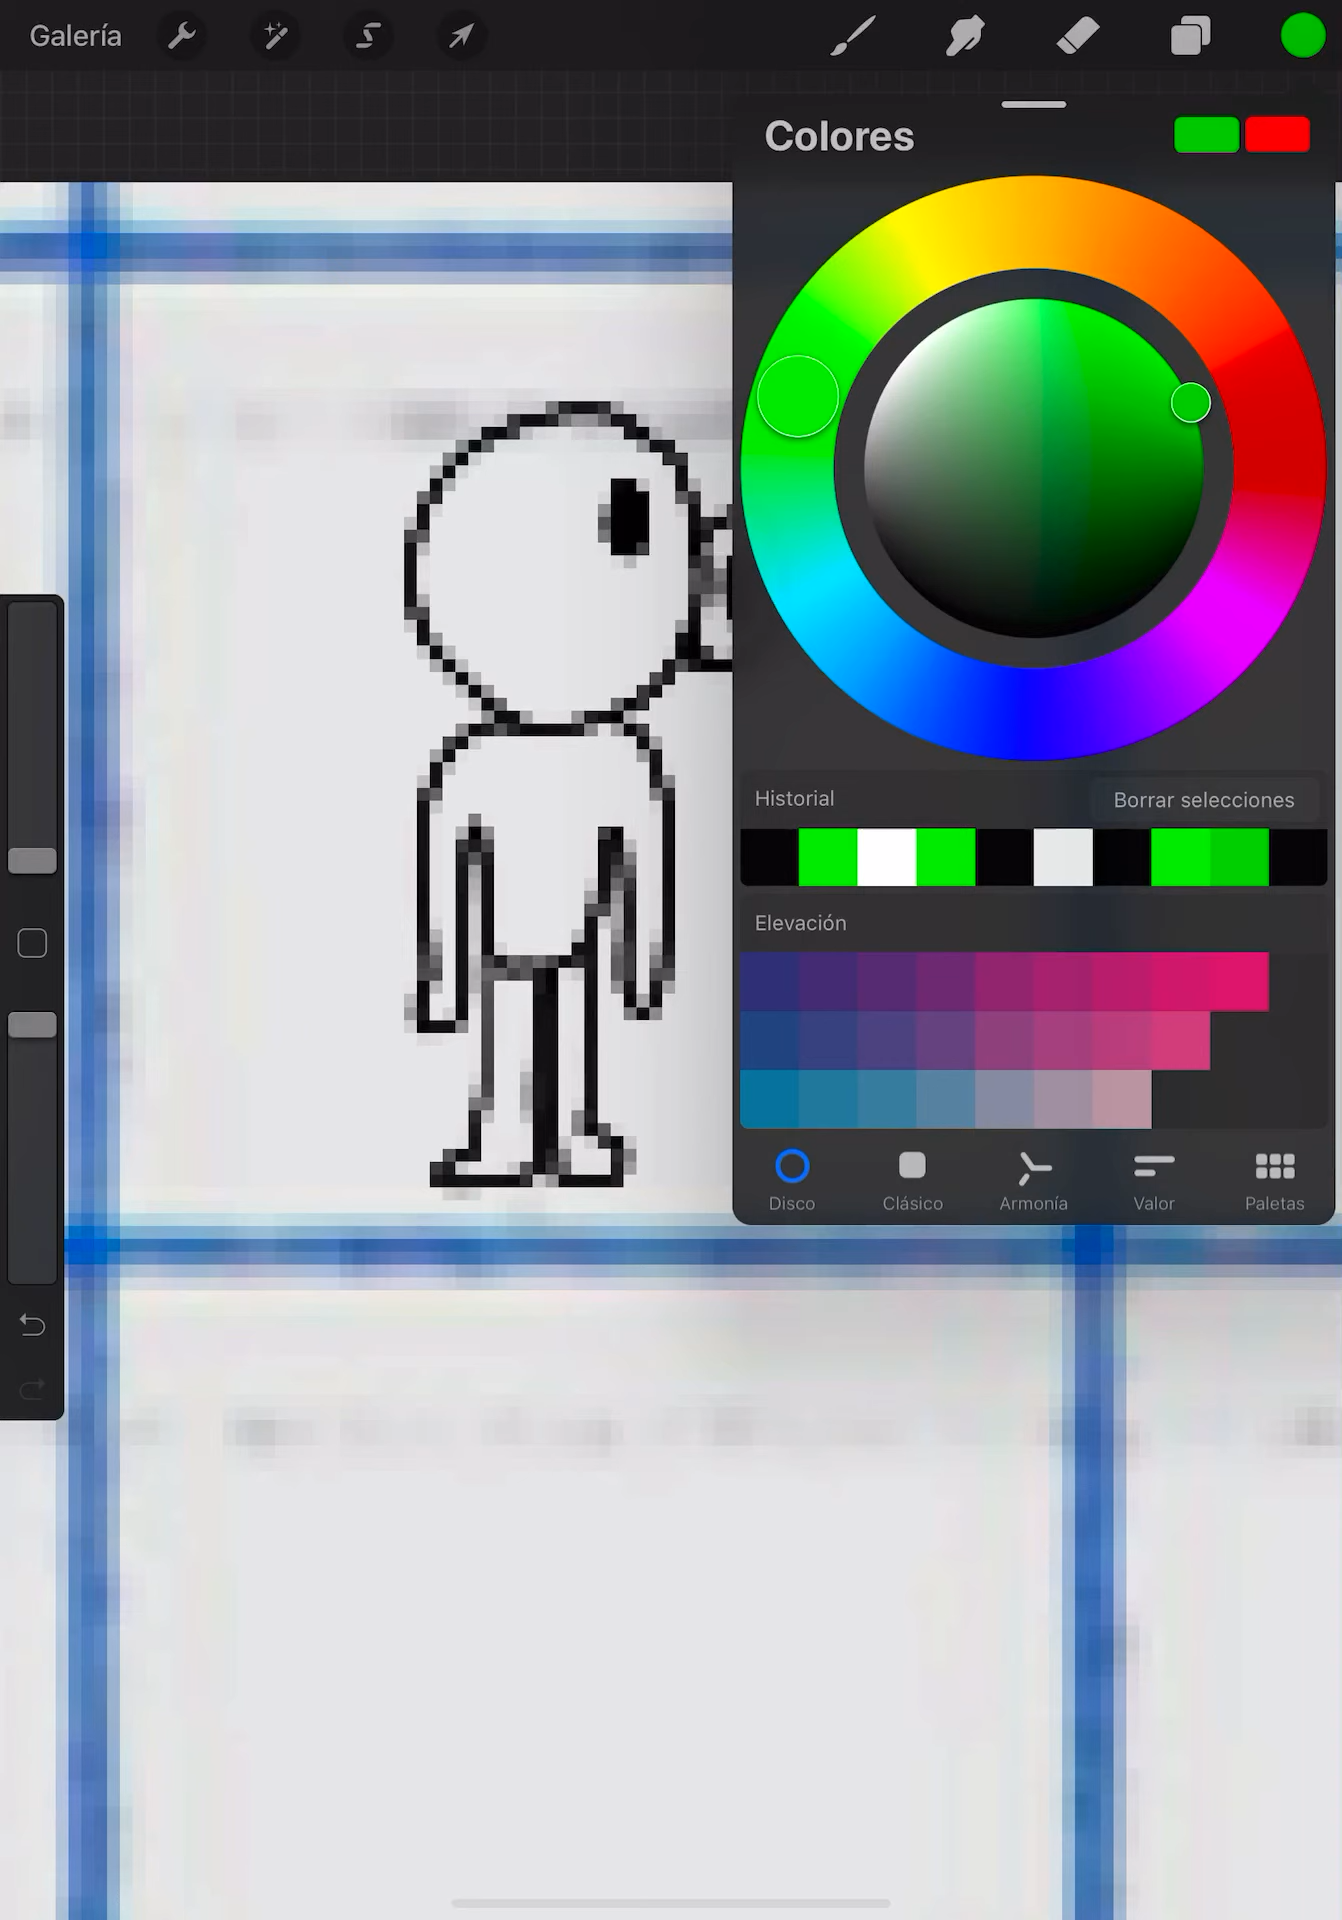 Galería
Colores
Historial
Borrar selecciones
Elevación
Disco
Clásico
Armonía
Valor
Paletas